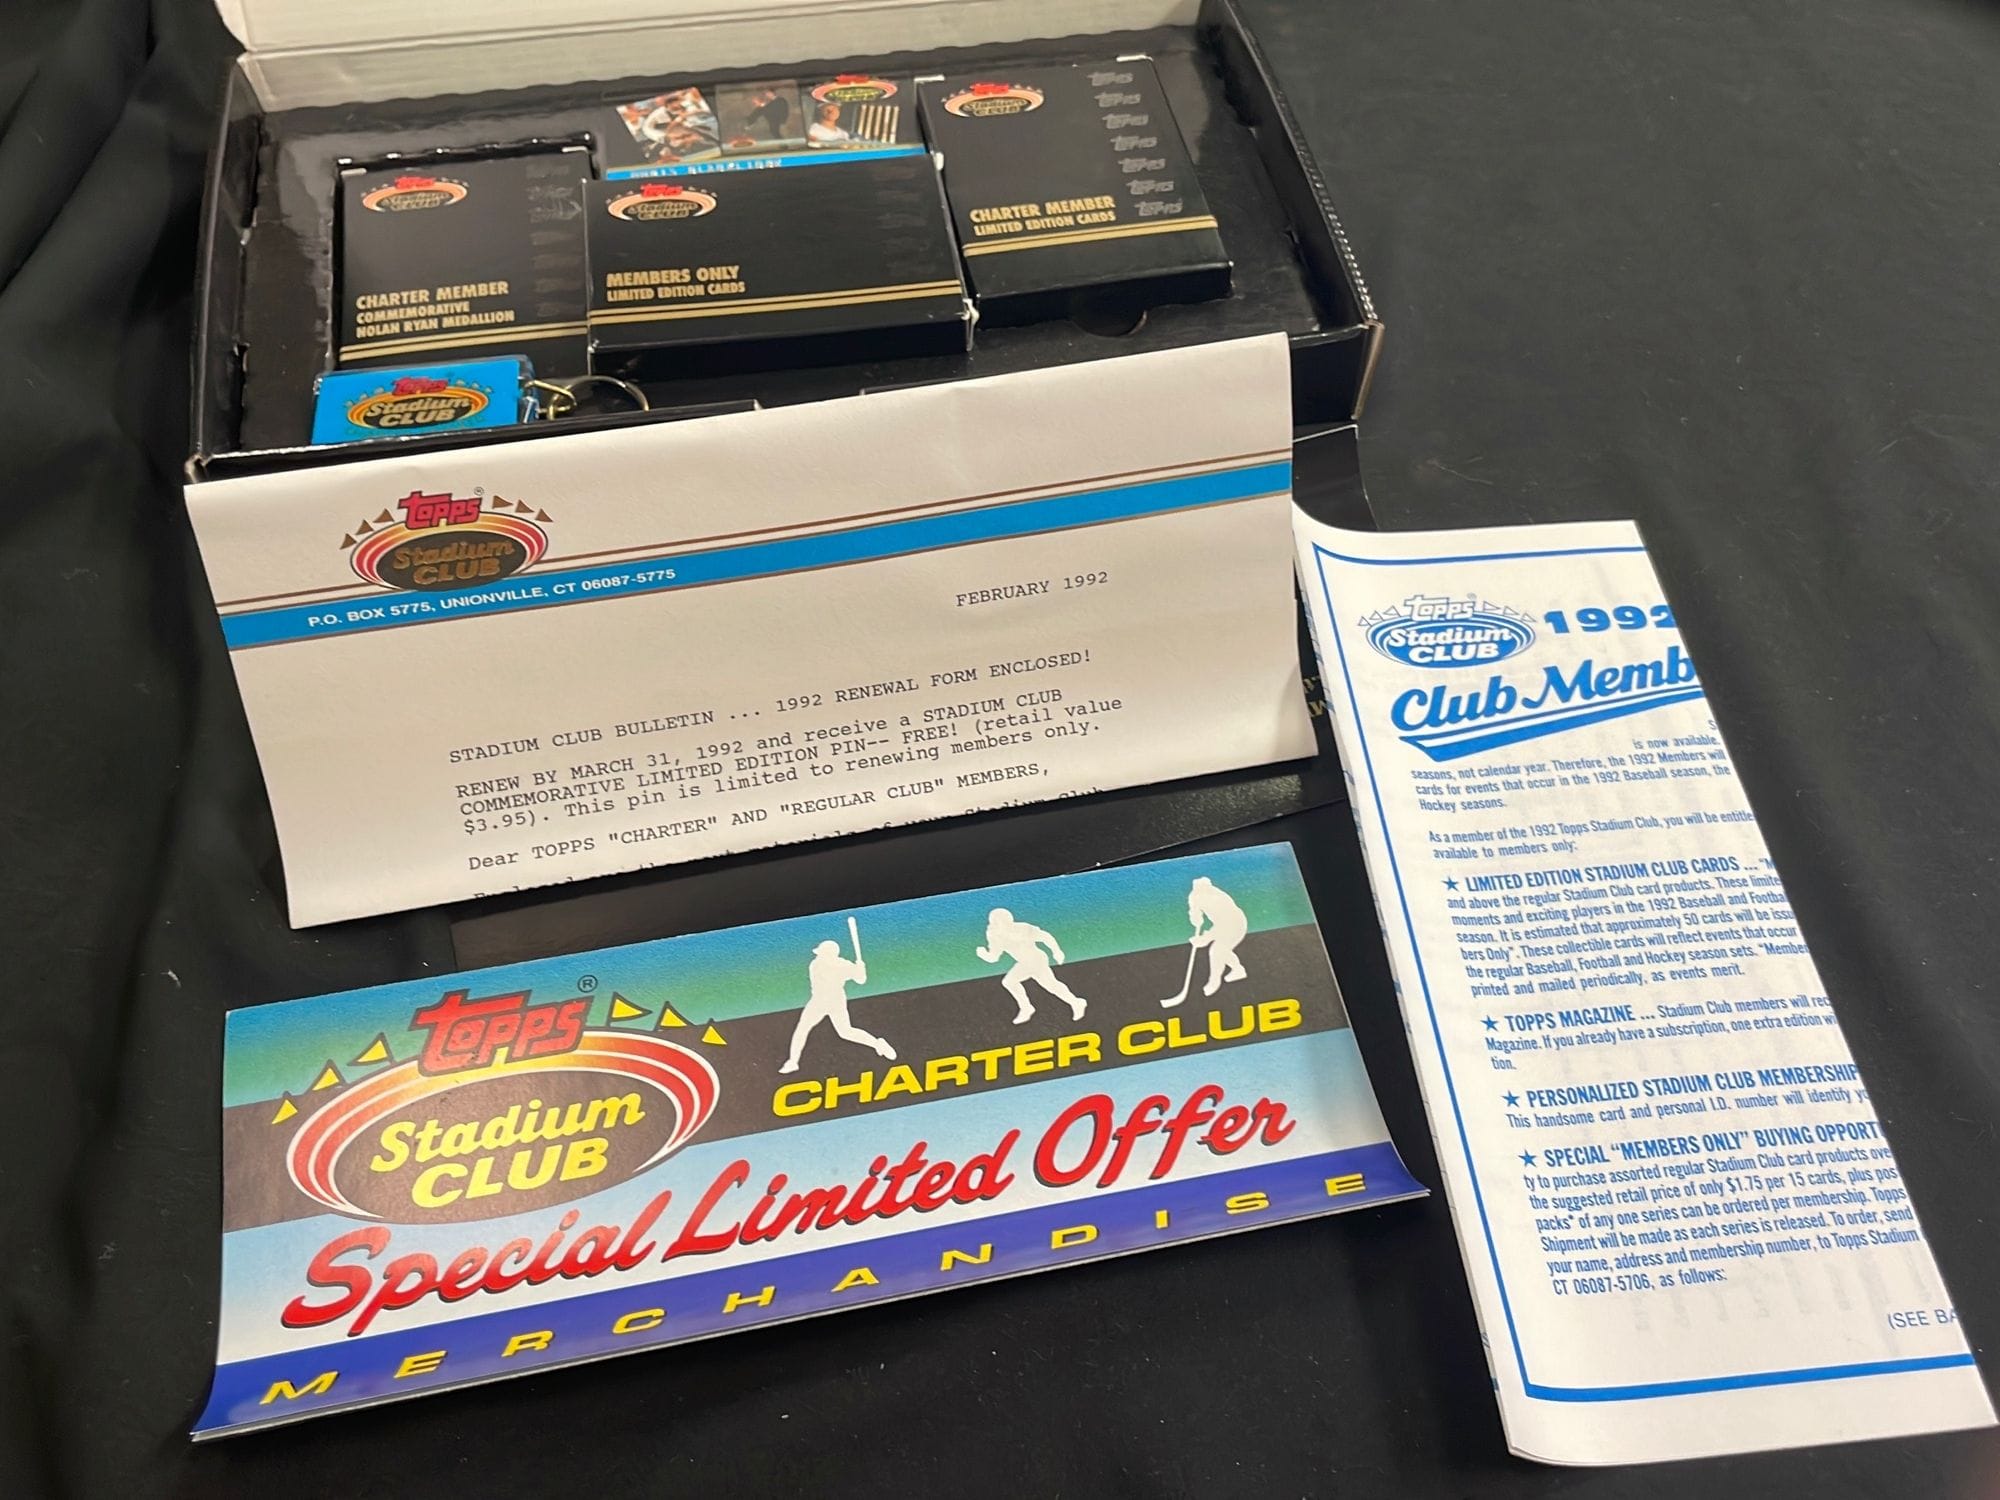 topps
Stadium
CLUB
CHARTER MEMBER
COMMEMORATIVE
NOLAN RYAN MEDALLION
topps
Stadium
CLUB
MEMBERS ONLY
LIMITED EDITION CARDS
topps
Stadium
CLUB
topps
Stadium
CLUB
topps
topps
topps
topps
topps
topps
CHARTER MEMBER
LIMITED EDITION CARDS
topps
Stadium
CLUB
topps®
Stadium
CLUB
P.O. BOX 5775, UNIONVILLE, CT 06087-5775
FEBRUARY 1992
STADIUM CLUB BULLETIN ... 1992 RENEWAL FORM ENCLOSED!
RENEW BY MARCH 31, 1992 and receive a STADIUM CLUB
COMMEMORATIVE LIMITED EDITION PIN-- FREE! (retail value
$3.95). This pin is limited to renewing members only.
Dear TOPPS "CHARTER" AND "REGULAR CLUB" MEMBERS,
topps®
Stadium
CLUB
CHARTER CLUB
Special Limited Offer
MERCHANDISE
topps
Stadium
CLUB
1992
Club Memb
S
is now available.
seasons, not calendar year. Therefore, the 1992 Members will
cards for events that occur in the 1992 Baseball season, the
Hockey seasons.
As a member of the 1992 Topps Stadium Club, you will be entitle
available to members only:
★ LIMITED EDITION STADIUM CLUB CARDS ... "M
and above the regular Stadium Club card products. These limite
moments and exciting players in the 1992 Baseball and Footba
season. It is estimated that approximately 50 cards will be issu
bers Only". These collectible cards will reflect events that occur
the regular Baseball, Football and Hockey season sets. "Member
printed and mailed periodically, as events merit.
★ TOPPS MAGAZINE ... Stadium Club members will rec
Magazine. If you already have a subscription, one extra edition w
tion.
★ PERSONALIZED STADIUM CLUB MEMBERSHIP
This handsome card and personal I.D. number will identify yo
★ SPECIAL "MEMBERS ONLY" BUYING OPPORT
ty to purchase assorted regular Stadium Club card products ove
the suggested retail price of only $1.75 per 15 cards, plus pos
packs* of any one series can be ordered per membership. Topps
Shipment will be made as each series is released. To order, send
your name, address and membership number, to Topps Stadium
CT 06087-5706, as follows:
(SEE BA